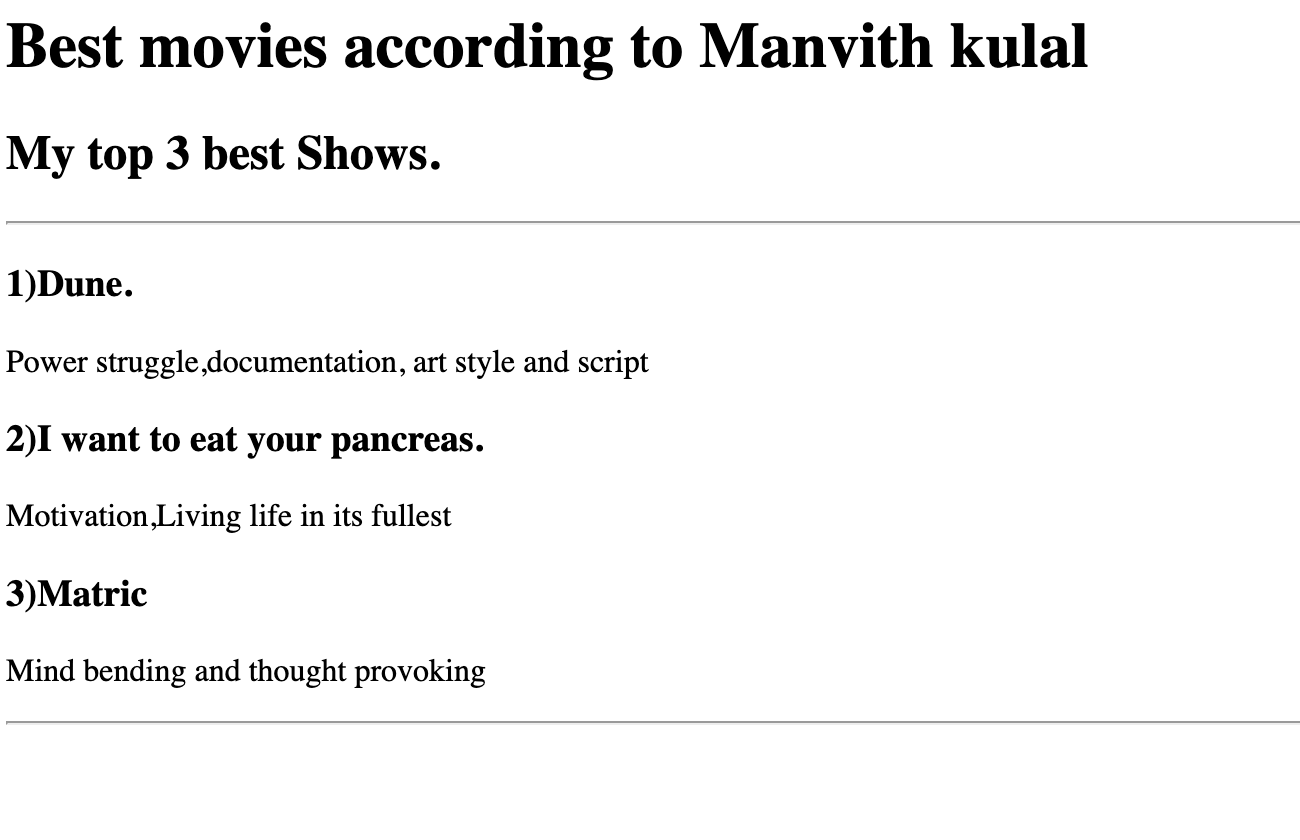 Best movies according to Manvith kulal
My top 3 best Shows.
1)Dune.
Power struggle,documentation, art style and script
2)I want to eat your pancreas.
Motivation,Living life in its fullest
3)Matric
Mind bending and thought provoking